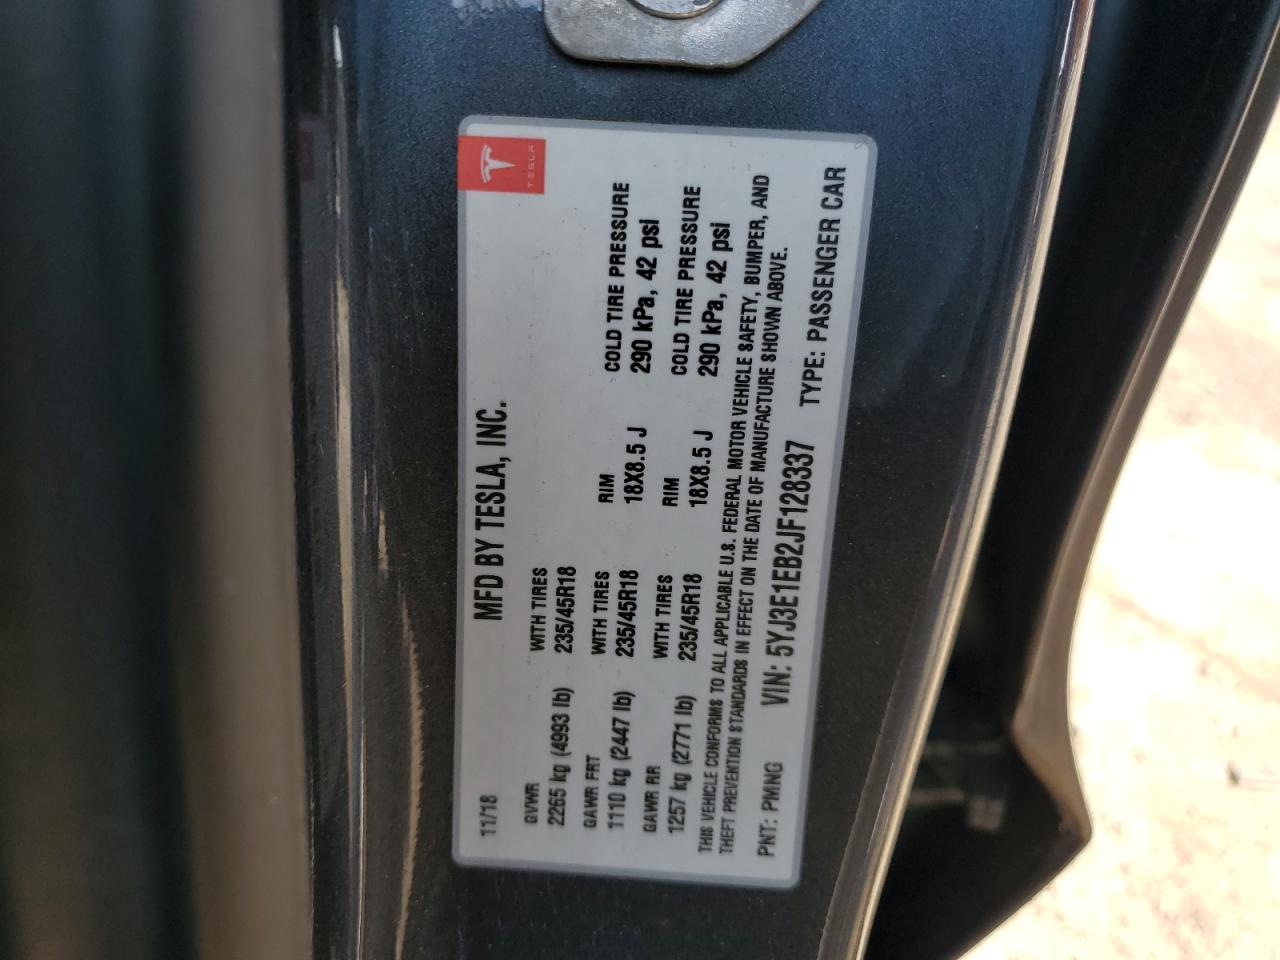 TESLA
11/18 MFD BY TESLA, INC.
GVWR WITH TIRES
2265 kg (4993 lb) 235/45R18
GAWR FRT WITH TIRES RIM COLD TIRE PRESSURE
1110 kg (2447 lb) 235/45R18 18X8.5 J 290 kPa, 42 psi
GAWR RR WITH TIRES RIM COLD TIRE PRESSURE
1257 kg (2771 lb) 235/45R18 18X8.5 J 290 kPa, 42 psi
THIS VEHICLE CONFORMS TO ALL APPLICABLE U.S. FEDERAL MOTOR VEHICLE SAFETY, BUMPER, AND
THEFT PREVENTION STANDARDS IN EFFECT ON THE DATE OF MANUFACTURE SHOWN ABOVE.
PNT: PMNG VIN: 5YJ3E1EB2JF128337 TYPE: PASSENGER CAR